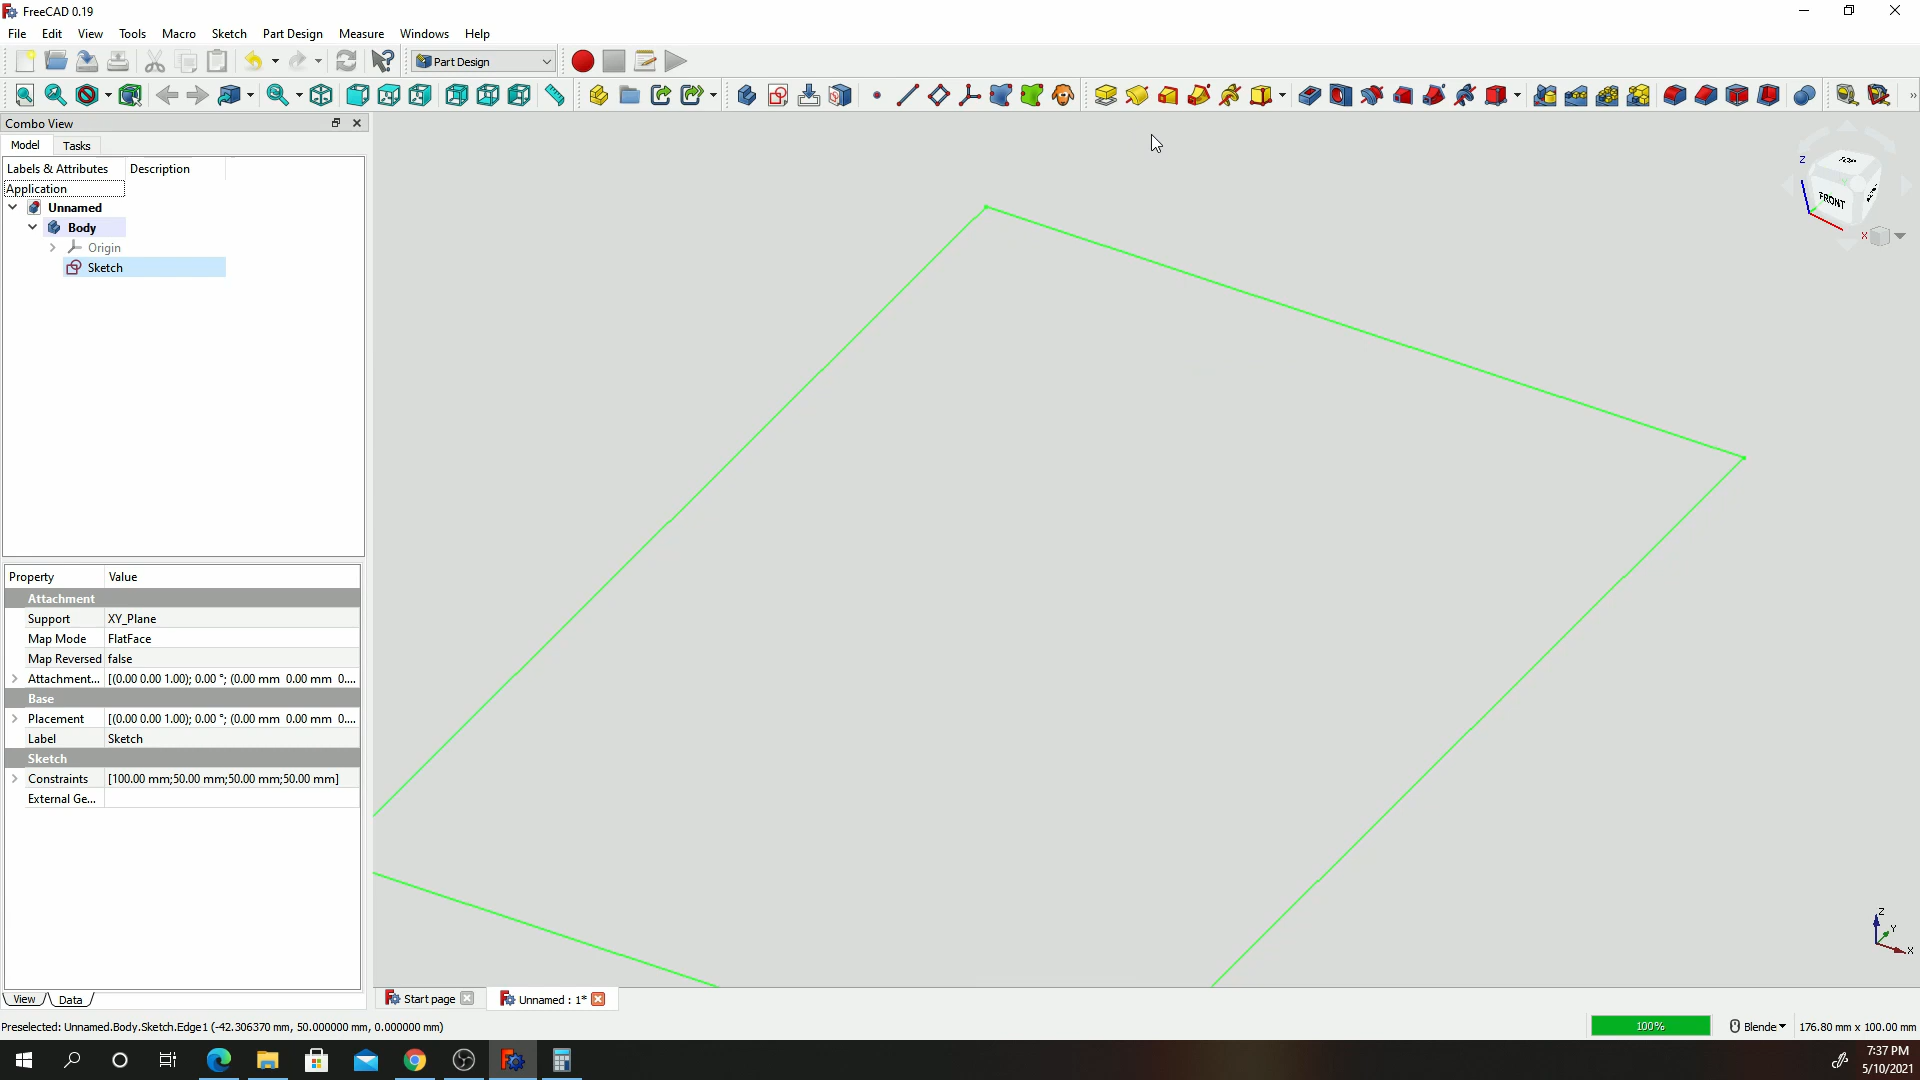 FreeCAD 0.19
File Edit View Tools Macro Sketch Part Design Measure Windows Help
Part Design
Combo View
Model Tasks
Labels & Attributes Description
Application
Unnamed
Body
Origin
Sketch
Z
FRONT
X
Property Value
Attachment
Support XY_Plane
Map Mode FlatFace
Map Reversed false
Attachment... [(0.00 0.00 1.00); 0.00 °; (0.00 mm 0.00 mm 0....
Base
Placement [(0.00 0.00 1.00); 0.00 °; (0.00 mm 0.00 mm 0....
Label Sketch
Sketch
Constraints [100.00 mm;50.00 mm;50.00 mm;50.00 mm]
External Ge...
Z
Y
X
View Data
Start page Unnamed : 1*
Preselected: Unnamed.Body.Sketch.Edge1 (-42.306370 mm, 50.000000 mm, 0.000000 mm)
100% Blende 176.80 mm x 100.00 mm
7:37 PM
5/10/2021